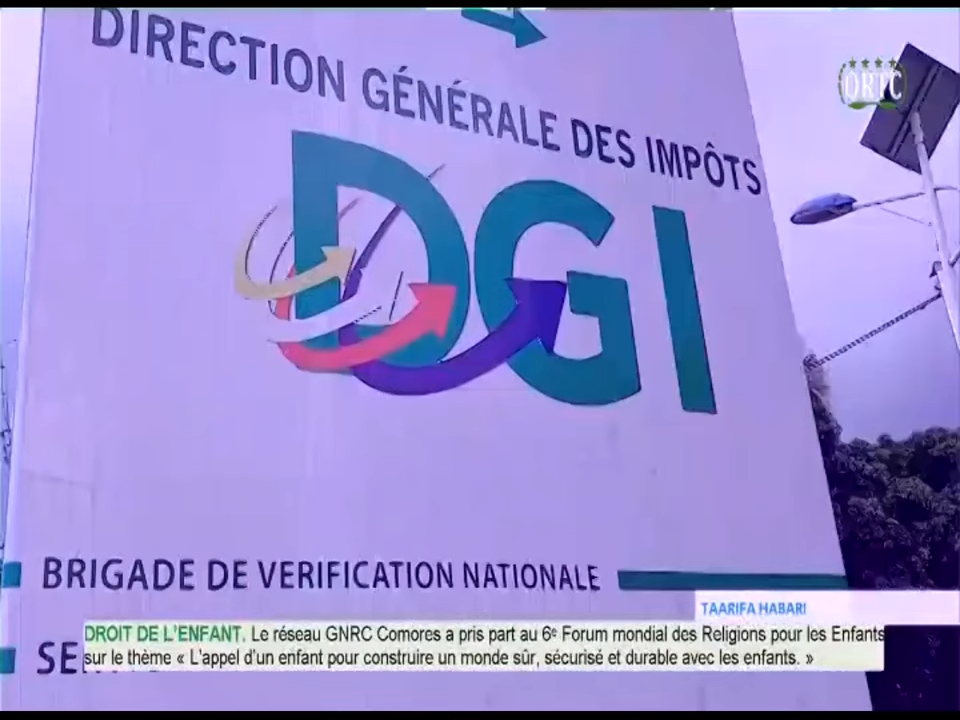 DIRECTION GÉNÉRALE DES IMPÔTS
ORTC
DGI
BRIGADE DE VERIFICATION NATIONALE
TAARIFA HABARI
DROIT DE L'ENFANT. Le réseau GNRC Comores a pris part au 6e Forum mondial des Religions pour les Enfants
sur le thème « L'appel d'un enfant pour construire un monde sûr, sécurisé et durable avec les enfants. »